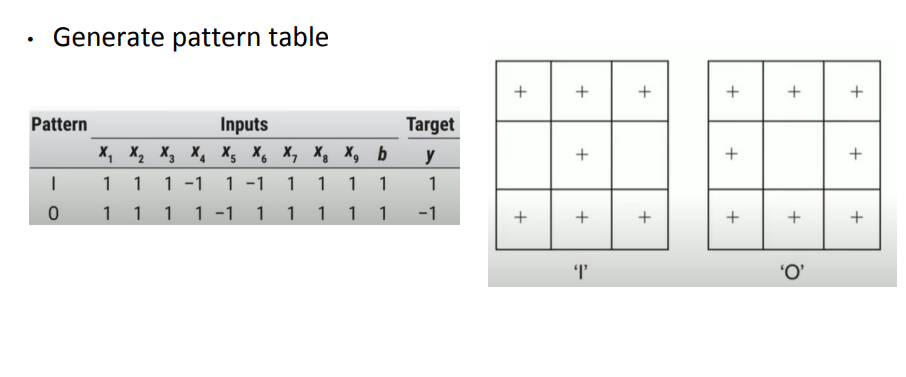 • Generate pattern table
Pattern Inputs Target
x₁ x₂ x₃ x₄ x₅ x₆ x₇ x₈ x₉ b y
I 1 1 1 -1 1 -1 1 1 1 1 1
O 1 1 1 1 -1 1 1 1 1 1 -1
+ + + + + +
+ + +
+ + + + + +
'I' 'O'